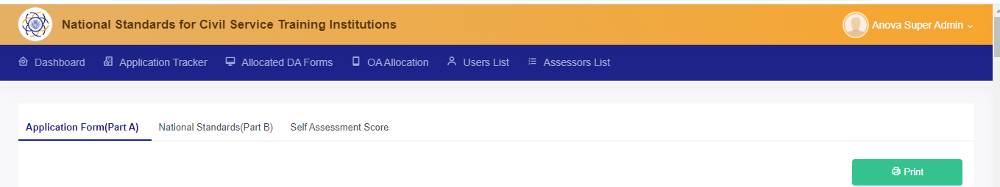 National Standards for Civil Service Training Institutions
Anova Super Admin
Dashboard Application Tracker Allocated DA Forms OA Allocation Users List Assessors List
Application Form(Part A) National Standards(Part B) Self Assessment Score
Print